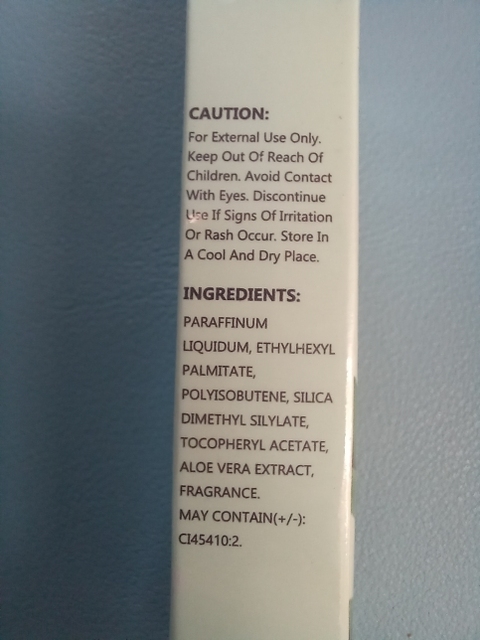 CAUTION:
For External Use Only.
Keep Out Of Reach Of
Children. Avoid Contact
With Eyes. Discontinue
Use If Signs Of Irritation
Or Rash Occur. Store In
A Cool And Dry Place.
INGREDIENTS:
PARAFFINUM
LIQUIDUM, ETHYLHEXYL
PALMITATE,
POLYISOBUTENE, SILICA
DIMETHYL SILYLATE,
TOCOPHERYL ACETATE,
ALOE VERA EXTRACT,
FRAGRANCE.
MAY CONTAIN(+/-):
CI45410:2.